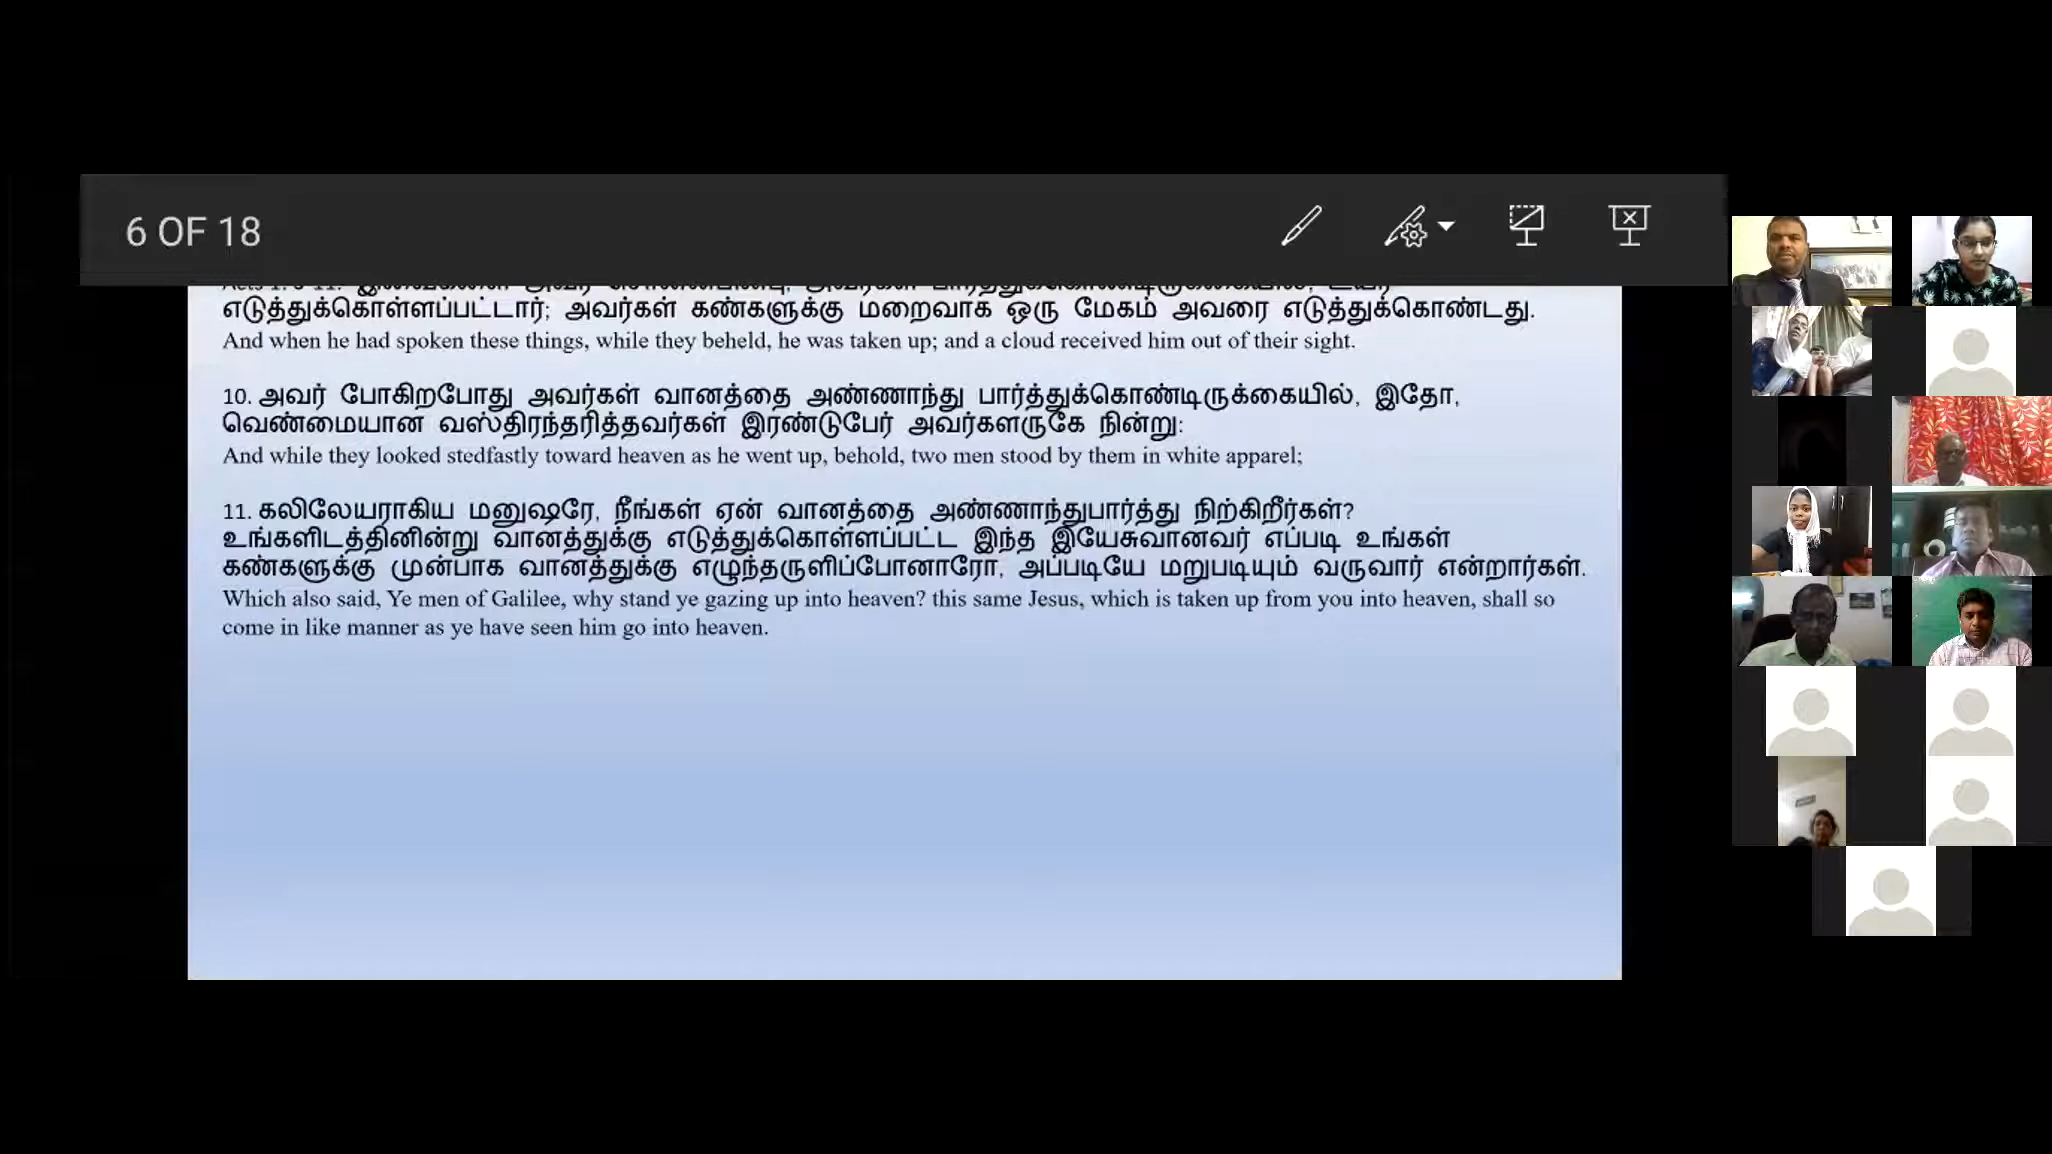 6 OF 18
எடுத்துக்கொள்ளப்பட்டார்; அவர்கள் கண்களுக்கு மறைவாக ஒரு மேகம் அவரை எடுத்துக்கொண்டது.
And when he had spoken these things, while they beheld, he was taken up; and a cloud received him out of their sight.
10. அவர் போகிறபோது அவர்கள் வானத்தை அண்ணாந்து பார்த்துக்கொண்டிருக்கையில், இதோ,
வெண்மையான வஸ்திரந்தரித்தவர்கள் இரண்டுபேர் அவர்களருகே நின்று:
And while they looked stedfastly toward heaven as he went up, behold, two men stood by them in white apparel;
11. கலிலேயராகிய மனுஷரே, நீங்கள் ஏன் வானத்தை அண்ணாந்துபார்த்து நிற்கிறீர்கள்?
உங்களிடத்தினின்று வானத்துக்கு எடுத்துக்கொள்ளப்பட்ட இந்த இயேசுவானவர் எப்படி உங்கள்
கண்களுக்கு முன்பாக வானத்துக்கு எழுந்தருளிப்போனாரோ, அப்படியே மறுபடியும் வருவார் என்றார்கள்.
Which also said, Ye men of Galilee, why stand ye gazing up into heaven? this same Jesus, which is taken up from you into heaven, shall so
come in like manner as ye have seen him go into heaven.